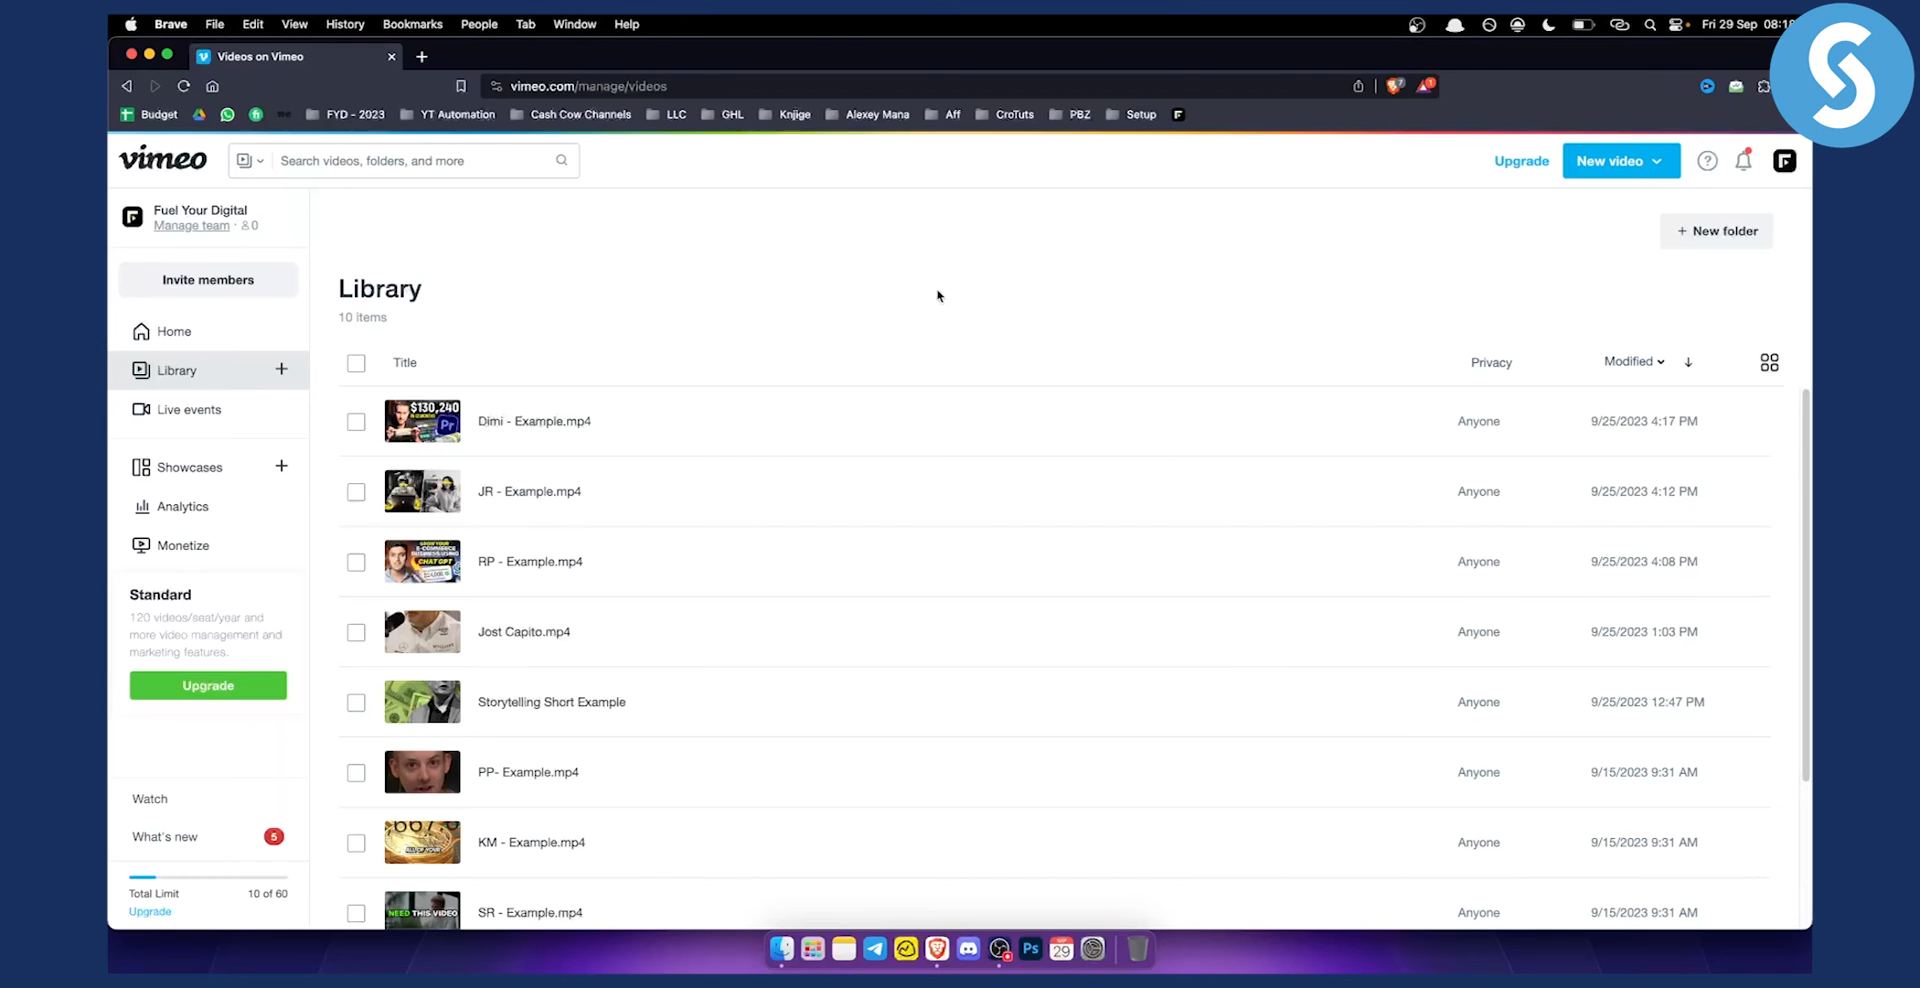 Brave File Edit View History Bookmarks People Tab Window Help Fri 29 Sep
Videos on Vimeo
vimeo.com/manage/videos
Budget FYD - 2023 YT Automation Cash Cow Channels LLC GHL Knjige Alexey Mana Aff CroTuts PBZ Setup
vimeo Search videos, folders, and more Upgrade New video
Fuel Your Digital
Manage team · 0
New folder
Invite members
Library
10 items
Home
Library
Live events
Showcases
Analytics
Monetize
Standard
120 videos/seat/year and
more video management and
marketing features.
Upgrade
Watch
What's new 5
Total Limit 10 of 60
Upgrade
Title Privacy Modified
$130,240
Pr
Dimi - Example.mp4 Anyone 9/25/2023 4:17 PM
JR - Example.mp4 Anyone 9/25/2023 4:12 PM
CHAT GPT
RP - Example.mp4 Anyone 9/25/2023 4:08 PM
Jost Capito.mp4 Anyone 9/25/2023 1:03 PM
Storytelling Short Example Anyone 9/25/2023 12:47 PM
PP- Example.mp4 Anyone 9/15/2023 9:31 AM
KM - Example.mp4 Anyone 9/15/2023 9:31 AM
NEED THIS VIDEO
SR - Example.mp4 Anyone 9/15/2023 9:31 AM
Ps 29